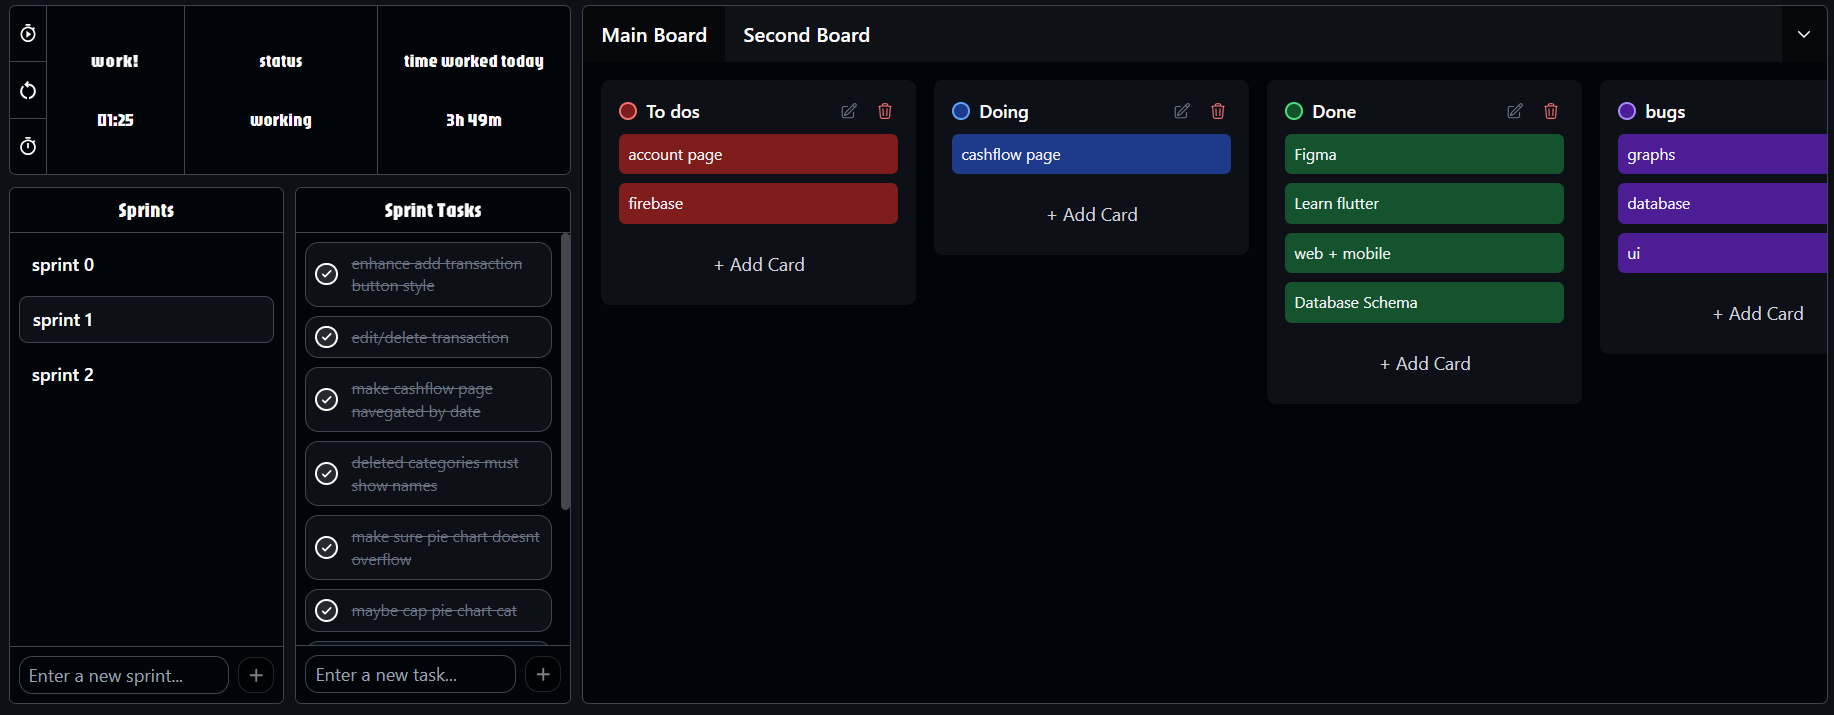 work!
01:25
status
working
time worked today
3h 49m
Sprints
sprint 0
sprint 1
sprint 2
Enter a new sprint...
Sprint Tasks
enhance add transaction
button style
edit/delete transaction
make cashflow page
navegated by date
deleted categories must
show names
make sure pie chart doesnt
overflow
maybe cap pie chart cat
Enter a new task...
Main Board
Second Board
To dos
account page
firebase
+ Add Card
Doing
cashflow page
+ Add Card
Done
Figma
Learn flutter
web + mobile
Database Schema
+ Add Card
bugs
graphs
database
ui
+ Add Card